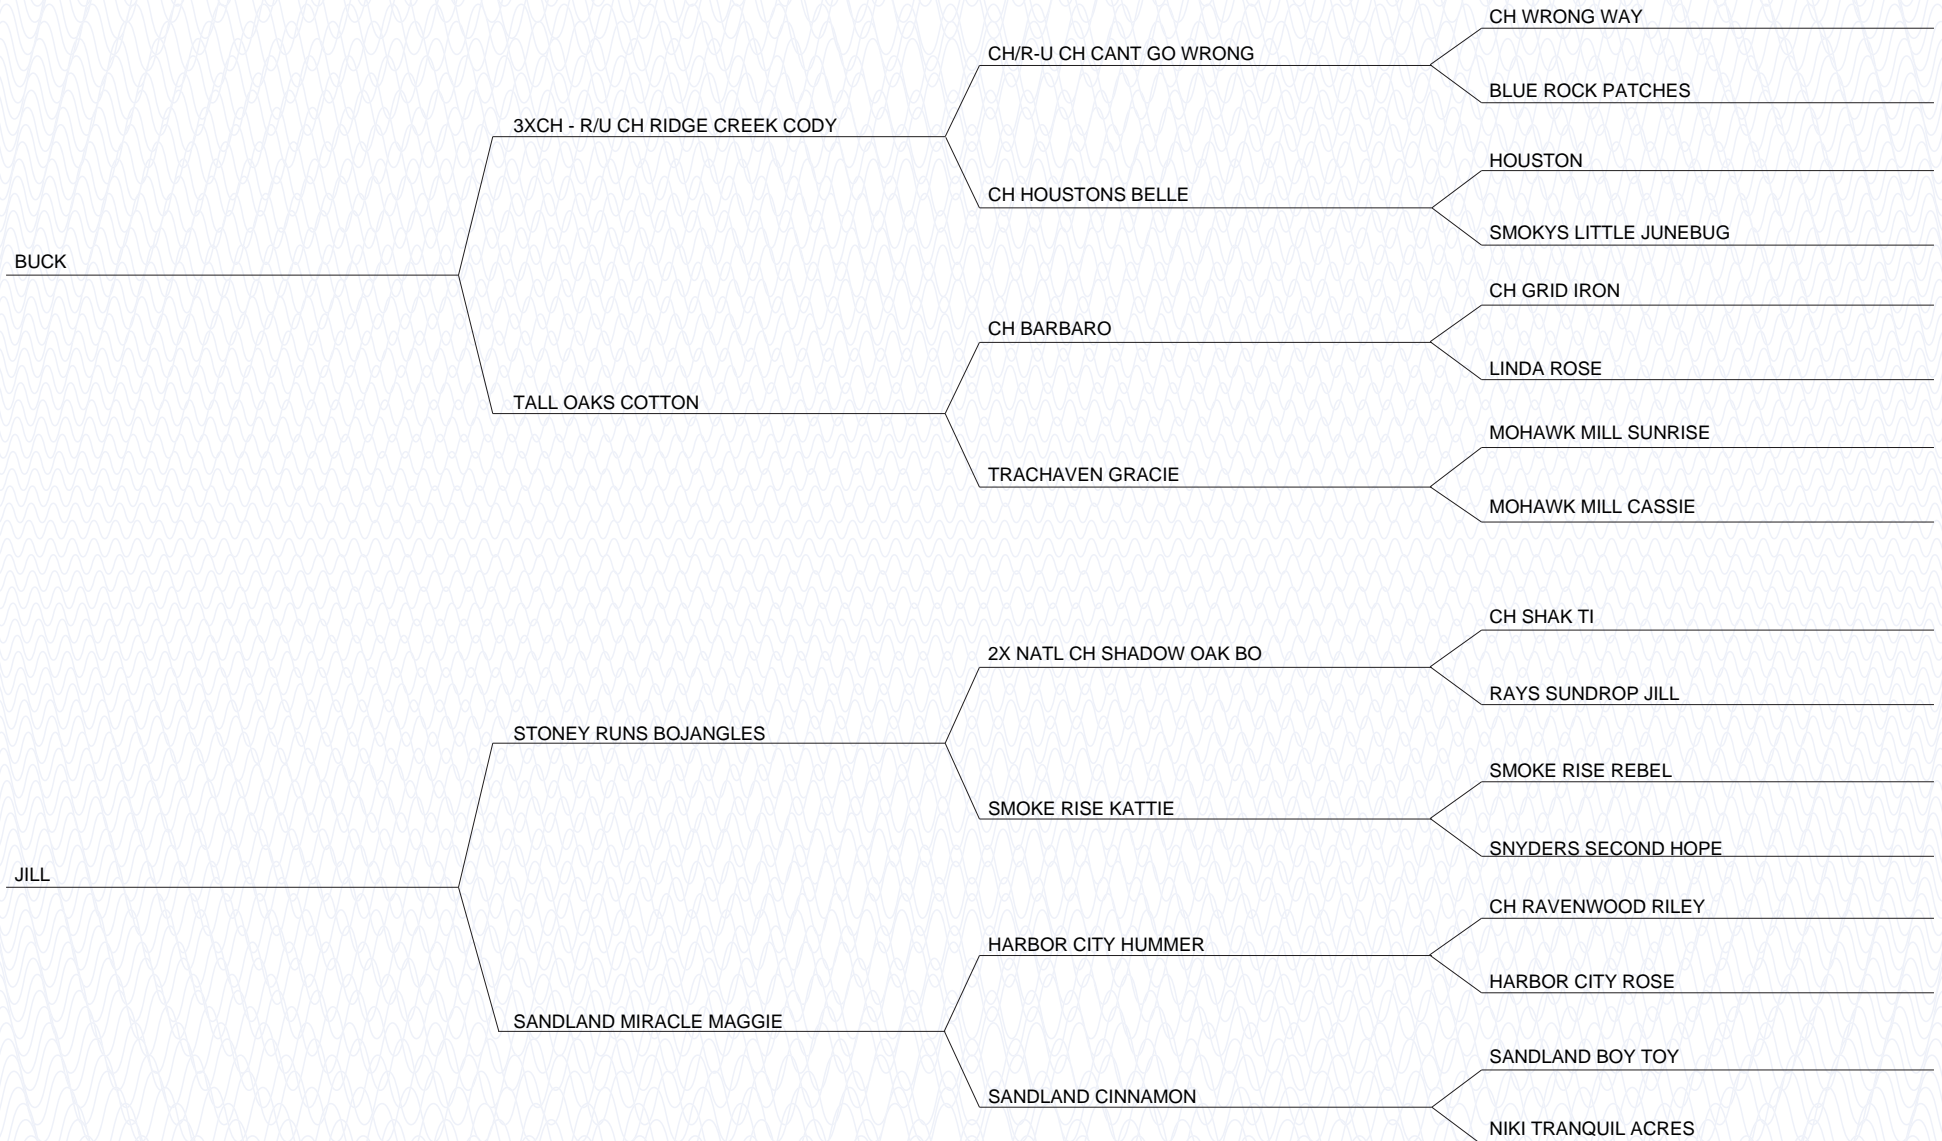 CH WRONG WAY
CH/R-U CH CANT GO WRONG
BLUE ROCK PATCHES
3XCH - R/U CH RIDGE CREEK CODY
HOUSTON
CH HOUSTONS BELLE
SMOKYS LITTLE JUNEBUG
BUCK
CH GRID IRON
CH BARBARO
LINDA ROSE
TALL OAKS COTTON
MOHAWK MILL SUNRISE
TRACHAVEN GRACIE
MOHAWK MILL CASSIE
CH SHAK TI
2X NATL CH SHADOW OAK BO
RAYS SUNDROP JILL
STONEY RUNS BOJANGLES
SMOKE RISE REBEL
SMOKE RISE KATTIE
SNYDERS SECOND HOPE
JILL
CH RAVENWOOD RILEY
HARBOR CITY HUMMER
HARBOR CITY ROSE
SANDLAND MIRACLE MAGGIE
SANDLAND BOY TOY
SANDLAND CINNAMON
NIKI TRANQUIL ACRES